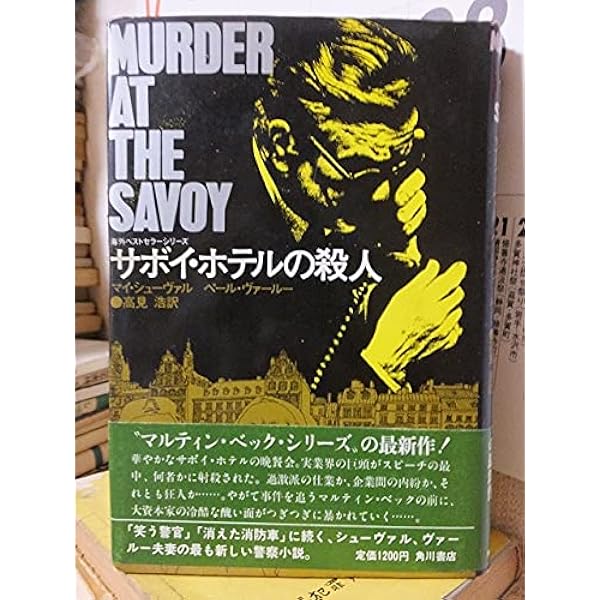 MURDER
AT
THE
SAVOY
海外ベストセラーシリーズ
サボイ・ホテルの殺人
マイ・シューヴァル ペール・ヴァールー
●高見 浩訳
〝マルティン・ベック・シリーズ〟の最新作！
華やかなサボイ・ホテルの晩餐会。実業界の巨頭がスピーチの最
中、何者かに射殺された。過激派の仕業か、企業間の内紛か、そ
れとも狂人か……。やがて事件を追うマルティン・ベックの前に、
大資本家の冷酷な醜い面がつぎつぎに暴かれていく……。
「笑う警官」「消えた消防車」に続く、シューヴァル、ヴァー
ルー夫妻の最も新しい警察小説。
定価1200円 角川書店